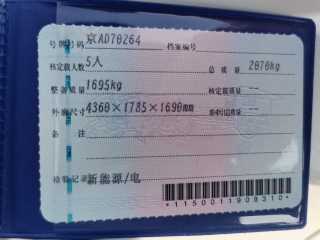 号牌号码 京AD70264 档案编号
核定载人数 5人 总质量 2070kg
整备质量 1695kg 核定载质量 --
外廓尺寸 4360×1785×1690mm 准牵引总质量 --
备注
检验记录 新能源/电
*1150011908310*